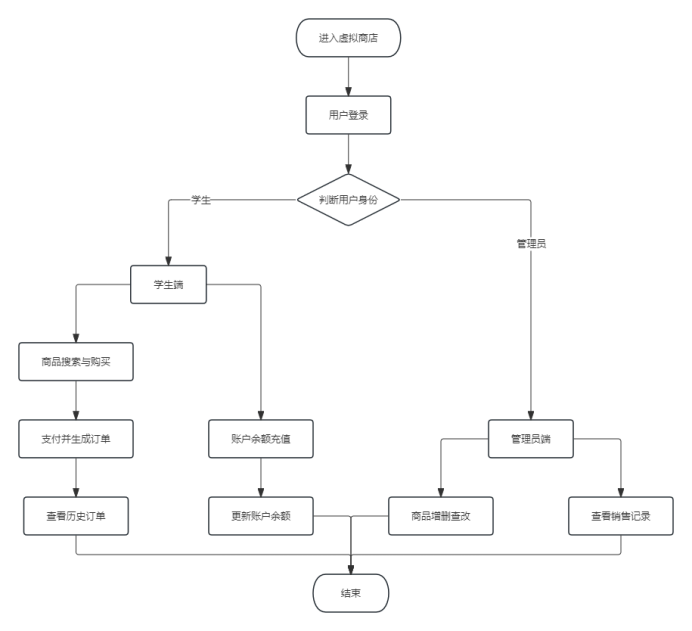 进入虚拟商店
用户登录
判断用户身份
学生
管理员
学生端
商品搜索与购买
支付并生成订单
账户余额充值
管理员端
查看历史订单
更新账户余额
商品增删查改
查看销售记录
结束